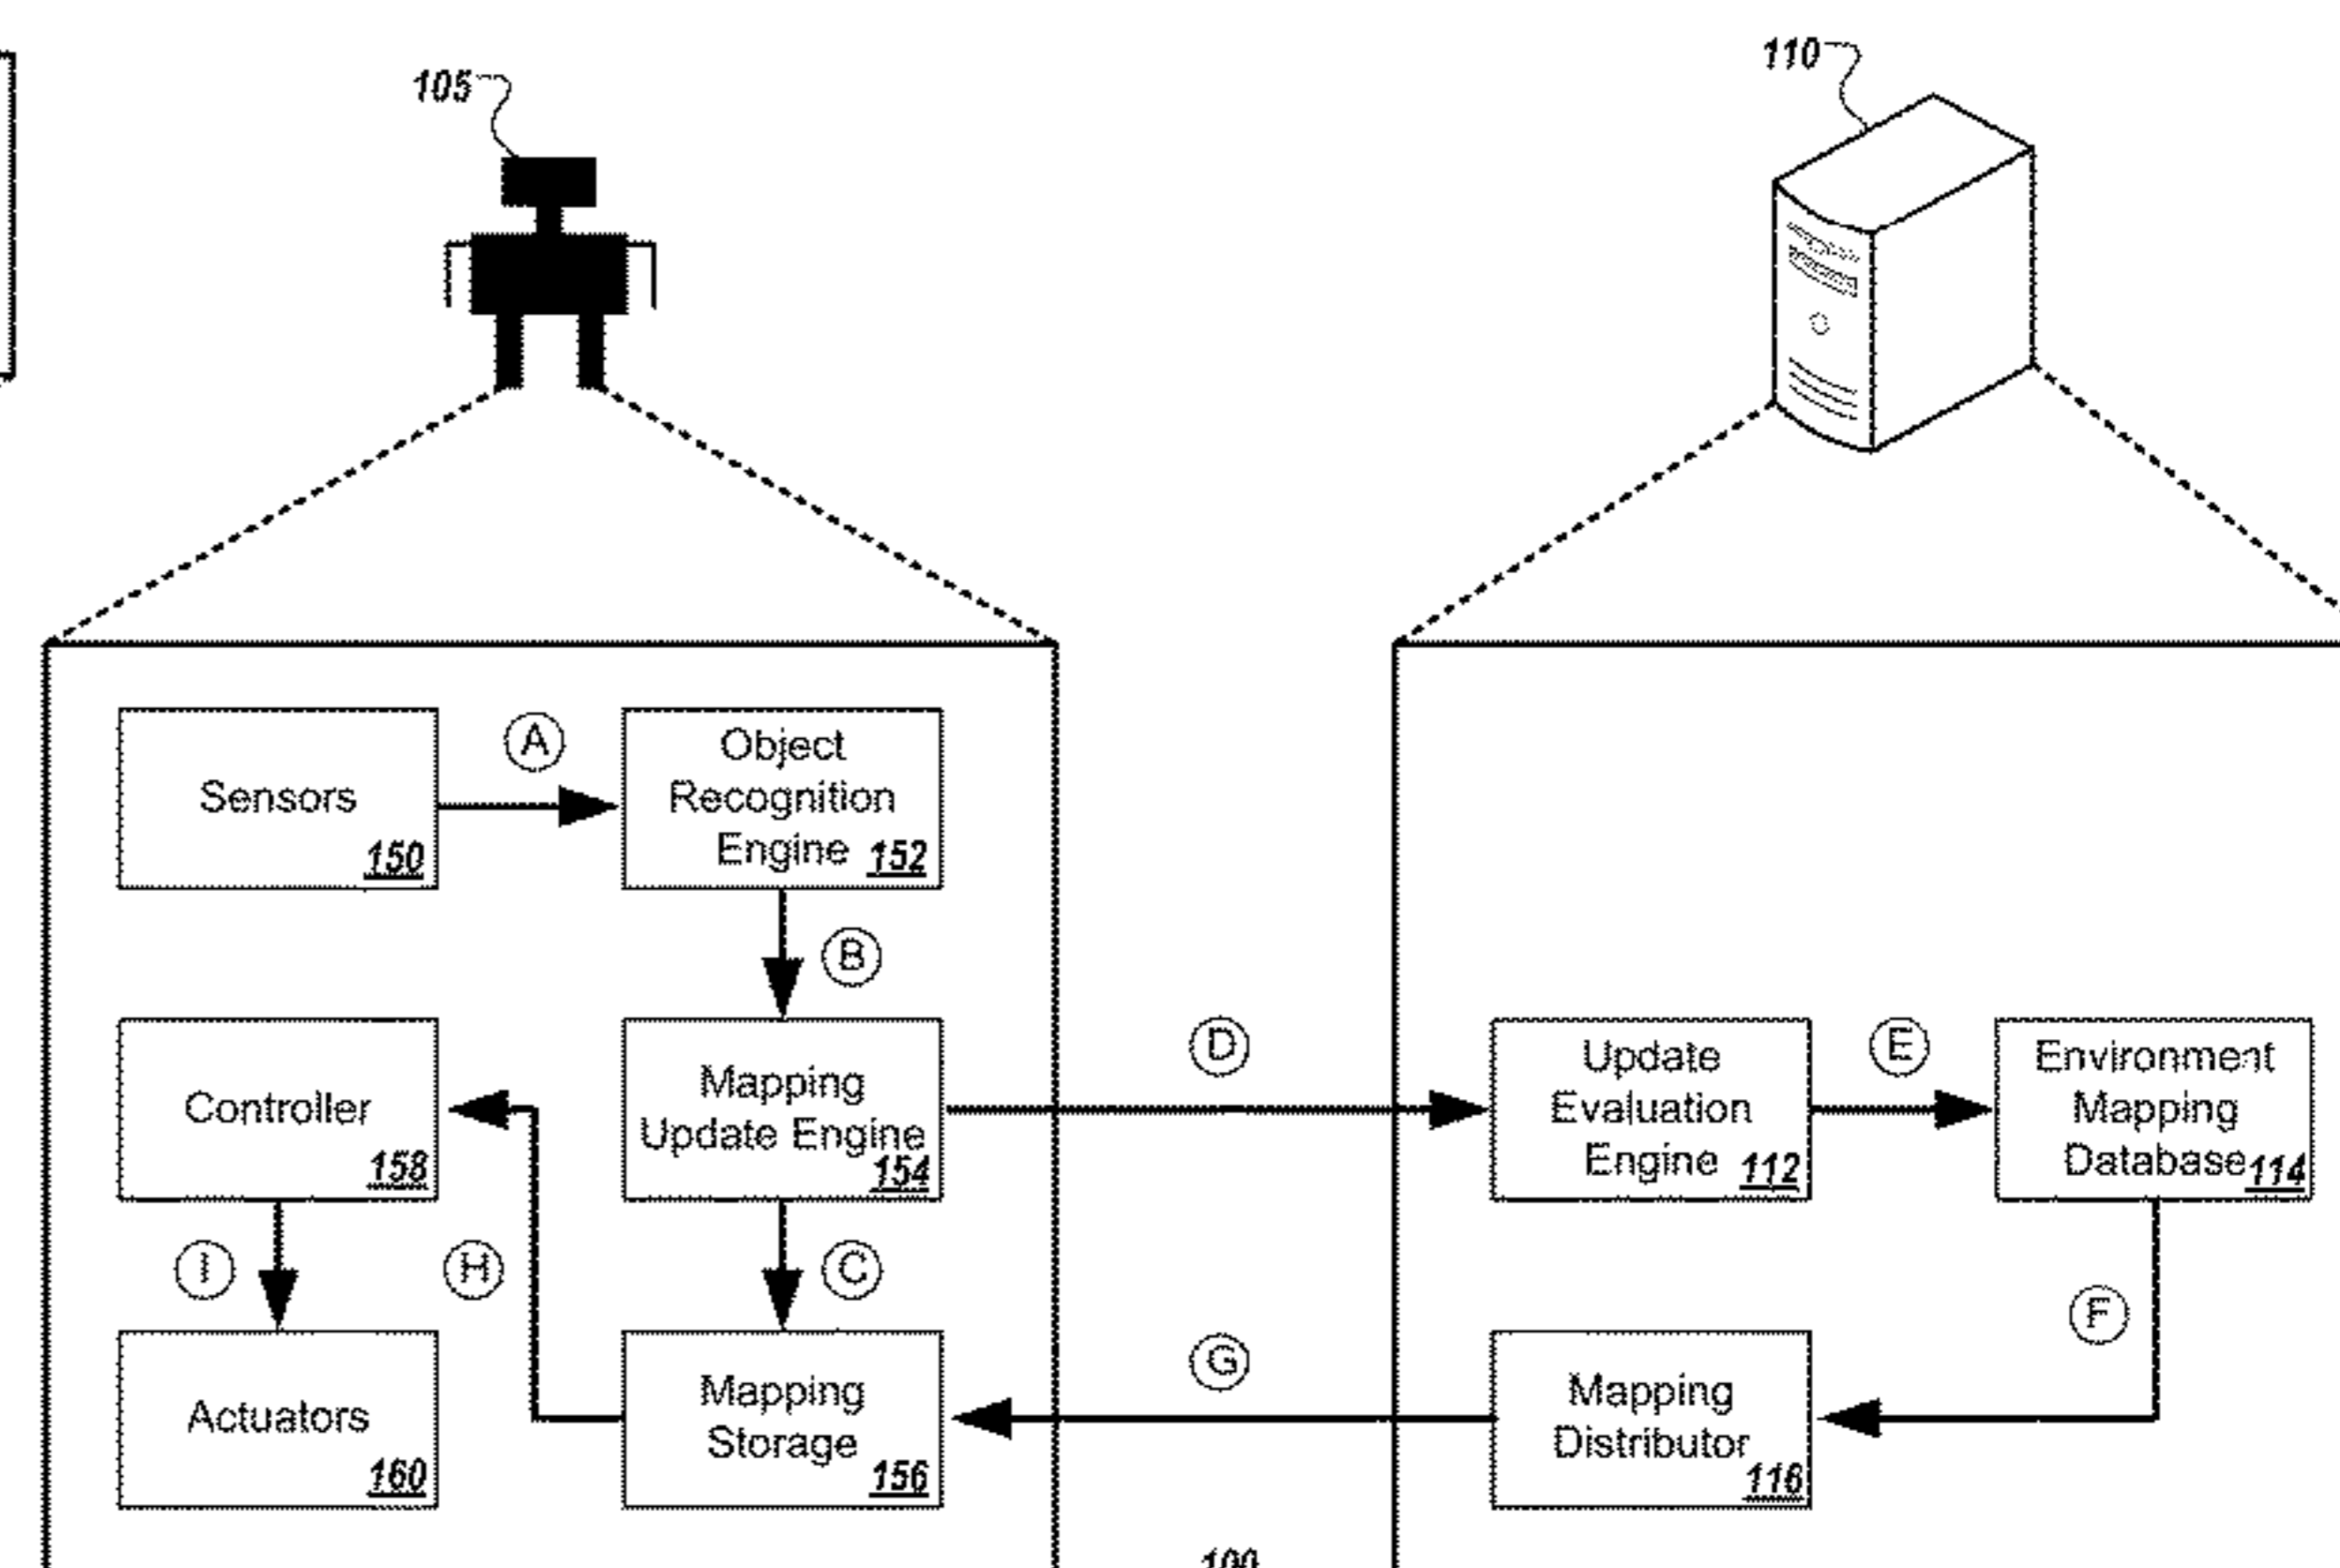 105
110
Sensors
150
A
Object
Recognition
Engine 152
B
Controller
158
Mapping
Update Engine
154
D
Update
Evaluation
Engine 112
E
Environment
Mapping
Database 114
I
H
C
F
Actuators
160
Mapping
Storage
156
G
Mapping
Distributor
116
100